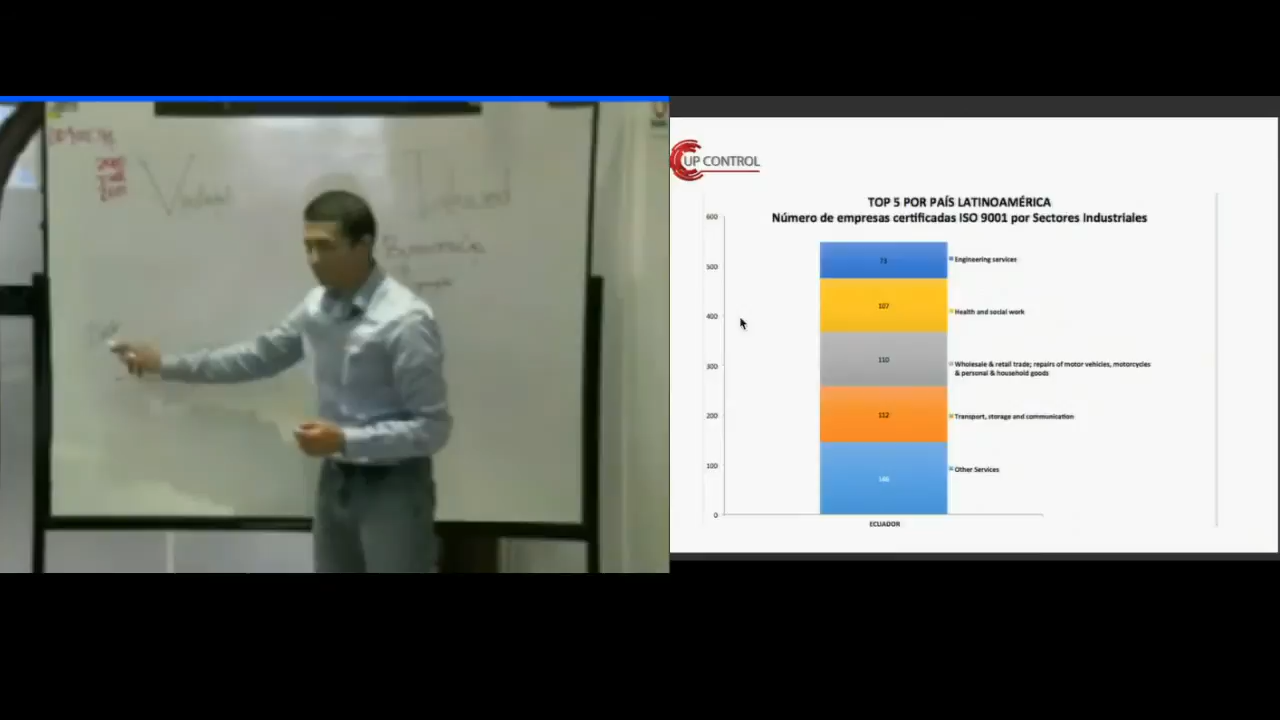 UP CONTROL
TOP 5 POR PAÍS LATINOAMÉRICA
Número de empresas certificadas ISO 9001 por Sectores Industriales
600
500
400
300
200
100
0
73
107
110
112
146
Engineering services
Health and social work
Wholesale & retail trade; repairs of motor vehicles, motorcycles
& personal & household goods
Transport, storage and communication
Other Services
ECUADOR